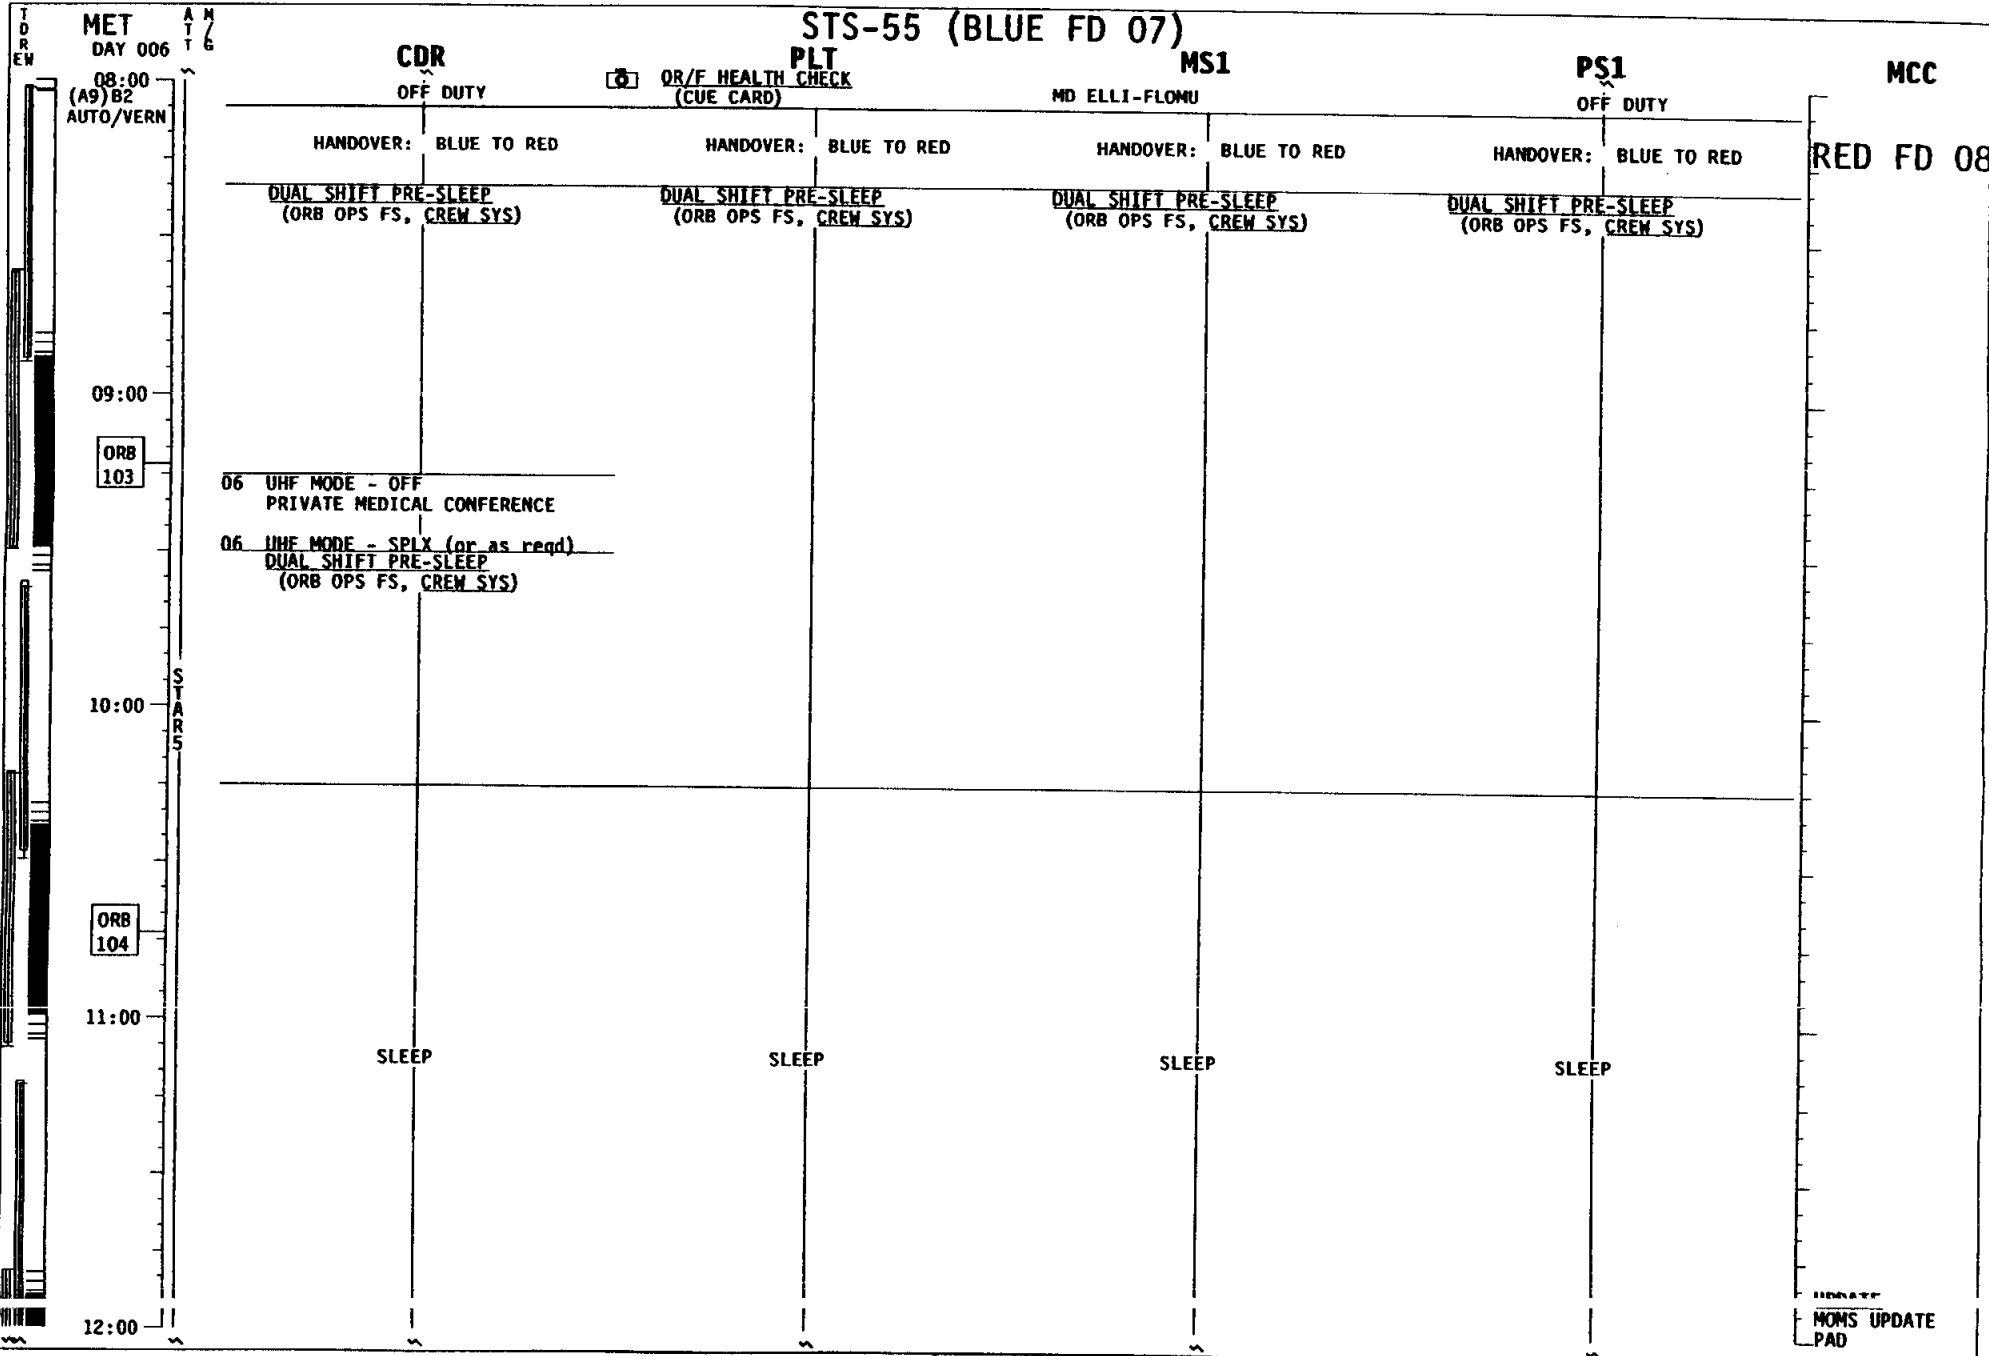 STS-55 (BLUE FD 07)
T D R E W
MET
DAY 006
A T T
M / G
CDR
PLT
MS1
PS1
MCC
08:00
(A9)B2
AUTO/VERN
OFF DUTY
OR/F HEALTH CHECK
(CUE CARD)
MD ELLI-FLOMU
OFF DUTY
HANDOVER: BLUE TO RED
HANDOVER: BLUE TO RED
HANDOVER: BLUE TO RED
HANDOVER: BLUE TO RED
RED FD 08
DUAL SHIFT PRE-SLEEP
(ORB OPS FS, CREW SYS)
DUAL SHIFT PRE-SLEEP
(ORB OPS FS, CREW SYS)
DUAL SHIFT PRE-SLEEP
(ORB OPS FS, CREW SYS)
DUAL SHIFT PRE-SLEEP
(ORB OPS FS, CREW SYS)
09:00
ORB
103
06 UHF MODE - OFF
PRIVATE MEDICAL CONFERENCE
06 UHF MODE - SPLX (or as reqd)
DUAL SHIFT PRE-SLEEP
(ORB OPS FS, CREW SYS)
10:00
STAR5
ORB
104
11:00
SLEEP
SLEEP
SLEEP
SLEEP
12:00
UPDATE
MOMS UPDATE
PAD